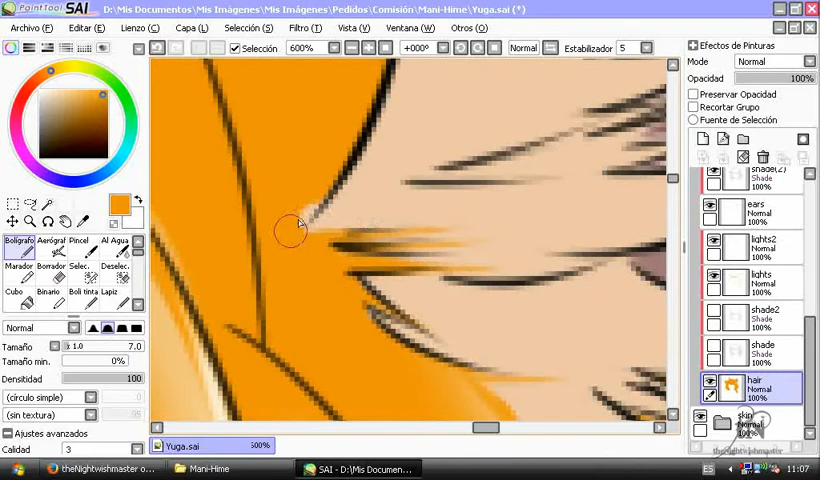 PaintTool SAI D:\Mis Documentos\Mis Imágenes\Mis Imágenes\Pedidos\Comisión\Mani-Hime\Yuga.sai (*)
Archivo (F) Editar (E) Lienzo (C) Capa (L) Selección (S) Filtro (T) Vista (V) Ventana (W) Otros (O)
Selección 600% +000° Normal Estabilizador 5
Efectos de Pinturas
Modo Normal
Opacidad 100%
Preservar Opacidad
Recortar Grupo
Fuente de Selección
shade(2)
Shade
100%
ears
Normal
100%
lights2
Normal
100%
lights
Normal
100%
shade2
Shade
100%
shade
Shade
100%
hair
Normal
100%
skin
Normal
100%
theNightwishmaster
Bolígrafo Aerógraf Pincel Al Agua
Marador Borrador Selec. Deselec.
Cubo Binario Boli tinta Lapiz
Normal
Tamaño x 1.0 7.0
Tamaño min. 0%
Densitidad 100
(círculo simple)
(sin textura) 95
Ajustes avanzados
Calidad 3
Yuga.sai 600%
theNightwishmaster o... Mani-Hime SAI - D:\Mis Documen... ES 11:07